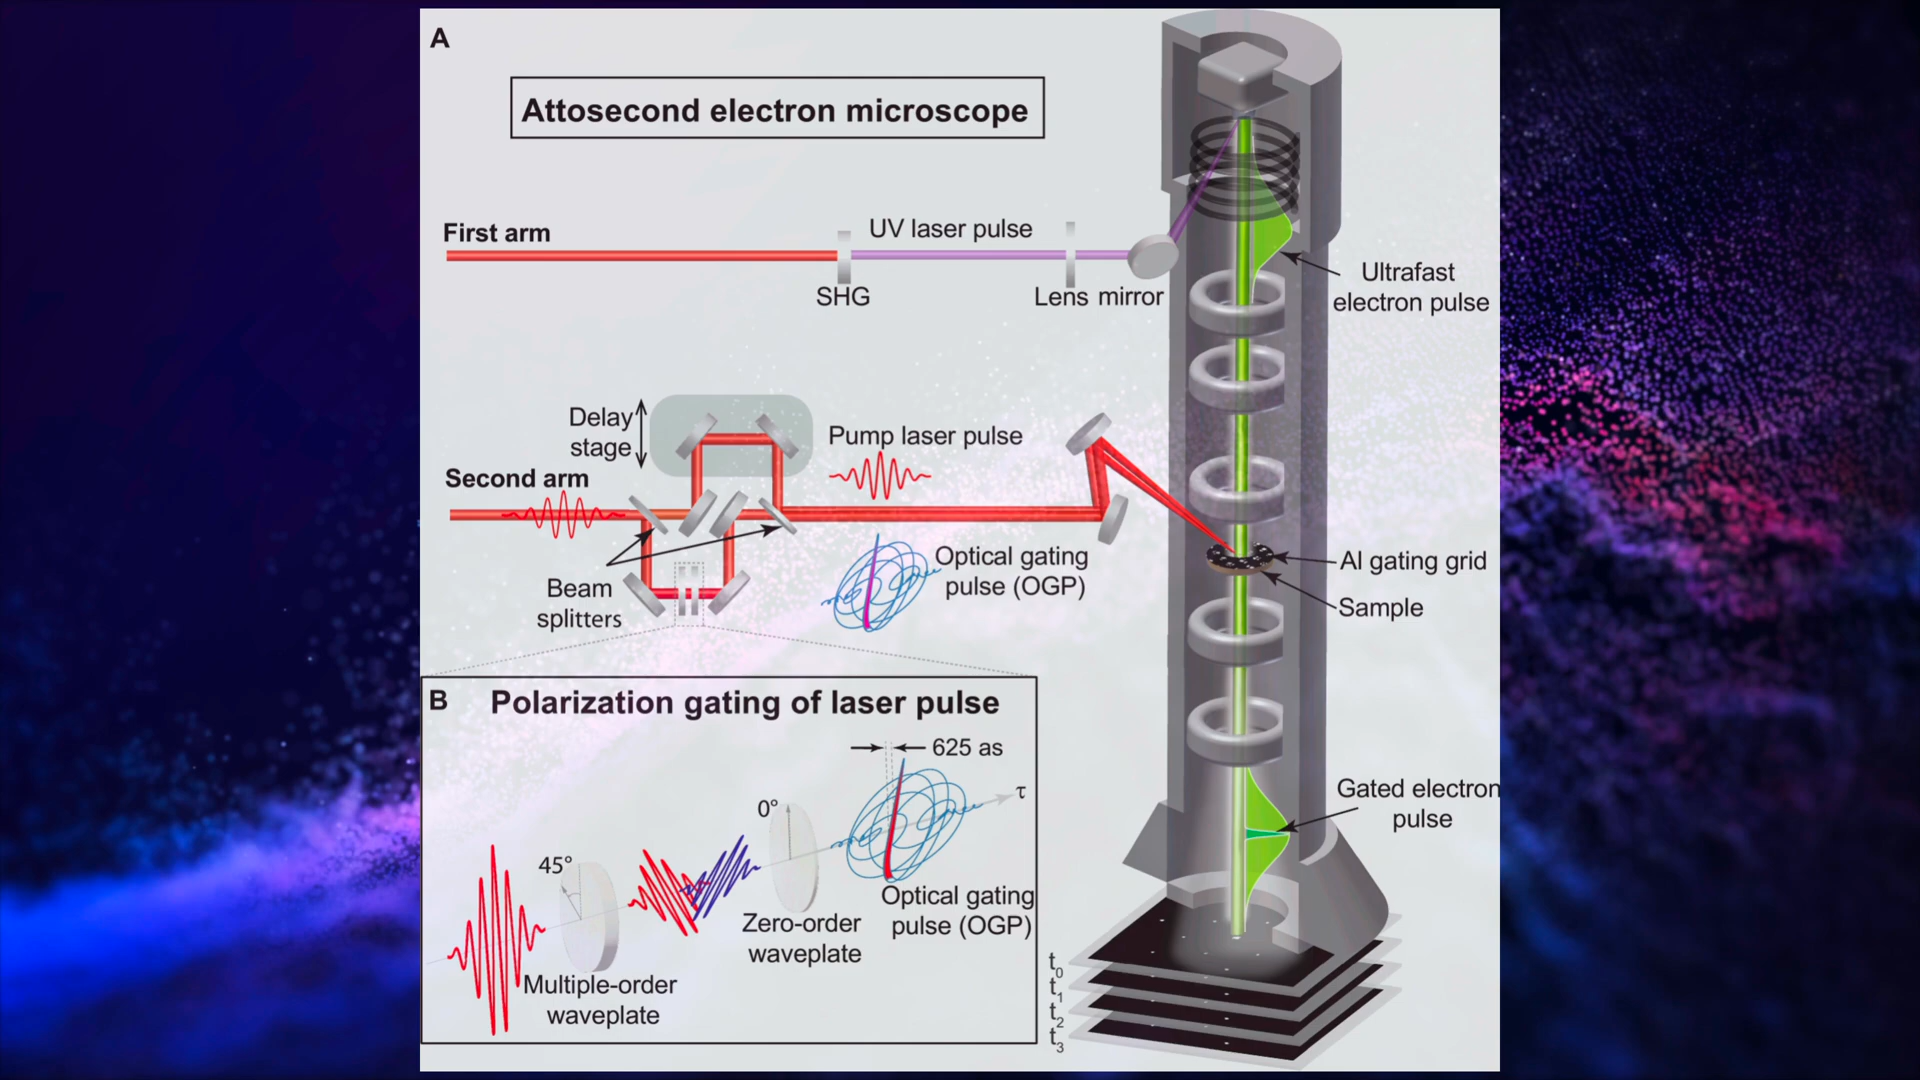 A
Attosecond electron microscope
First arm
UV laser pulse
SHG
Lens mirror
Ultrafast
electron pulse
Delay
stage
Pump laser pulse
Second arm
Beam
splitters
Optical gating
pulse (OGP)
Al gating grid
Sample
B
Polarization gating of laser pulse
625 as
τ
0°
45°
Optical gating
pulse (OGP)
Zero-order
waveplate
Multiple-order
waveplate
Gated electron
pulse
t₀
t₁
t₂
t₃